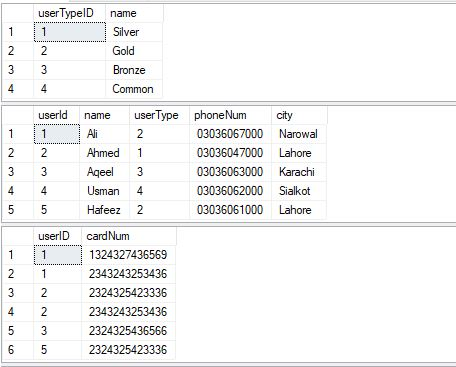 userTypeID name
1 1 Silver
2 2 Gold
3 3 Bronze
4 4 Common
userId name userType phoneNum city
1 1 Ali 2 03036067000 Narowal
2 2 Ahmed 1 03036047000 Lahore
3 3 Aqeel 3 03036063000 Karachi
4 4 Usman 4 03036062000 Sialkot
5 5 Hafeez 2 03036061000 Lahore
userID cardNum
1 1 1324327436569
2 1 2343243253436
3 2 2324325423336
4 2 2343243253436
5 3 2324325436566
6 5 2324325423336